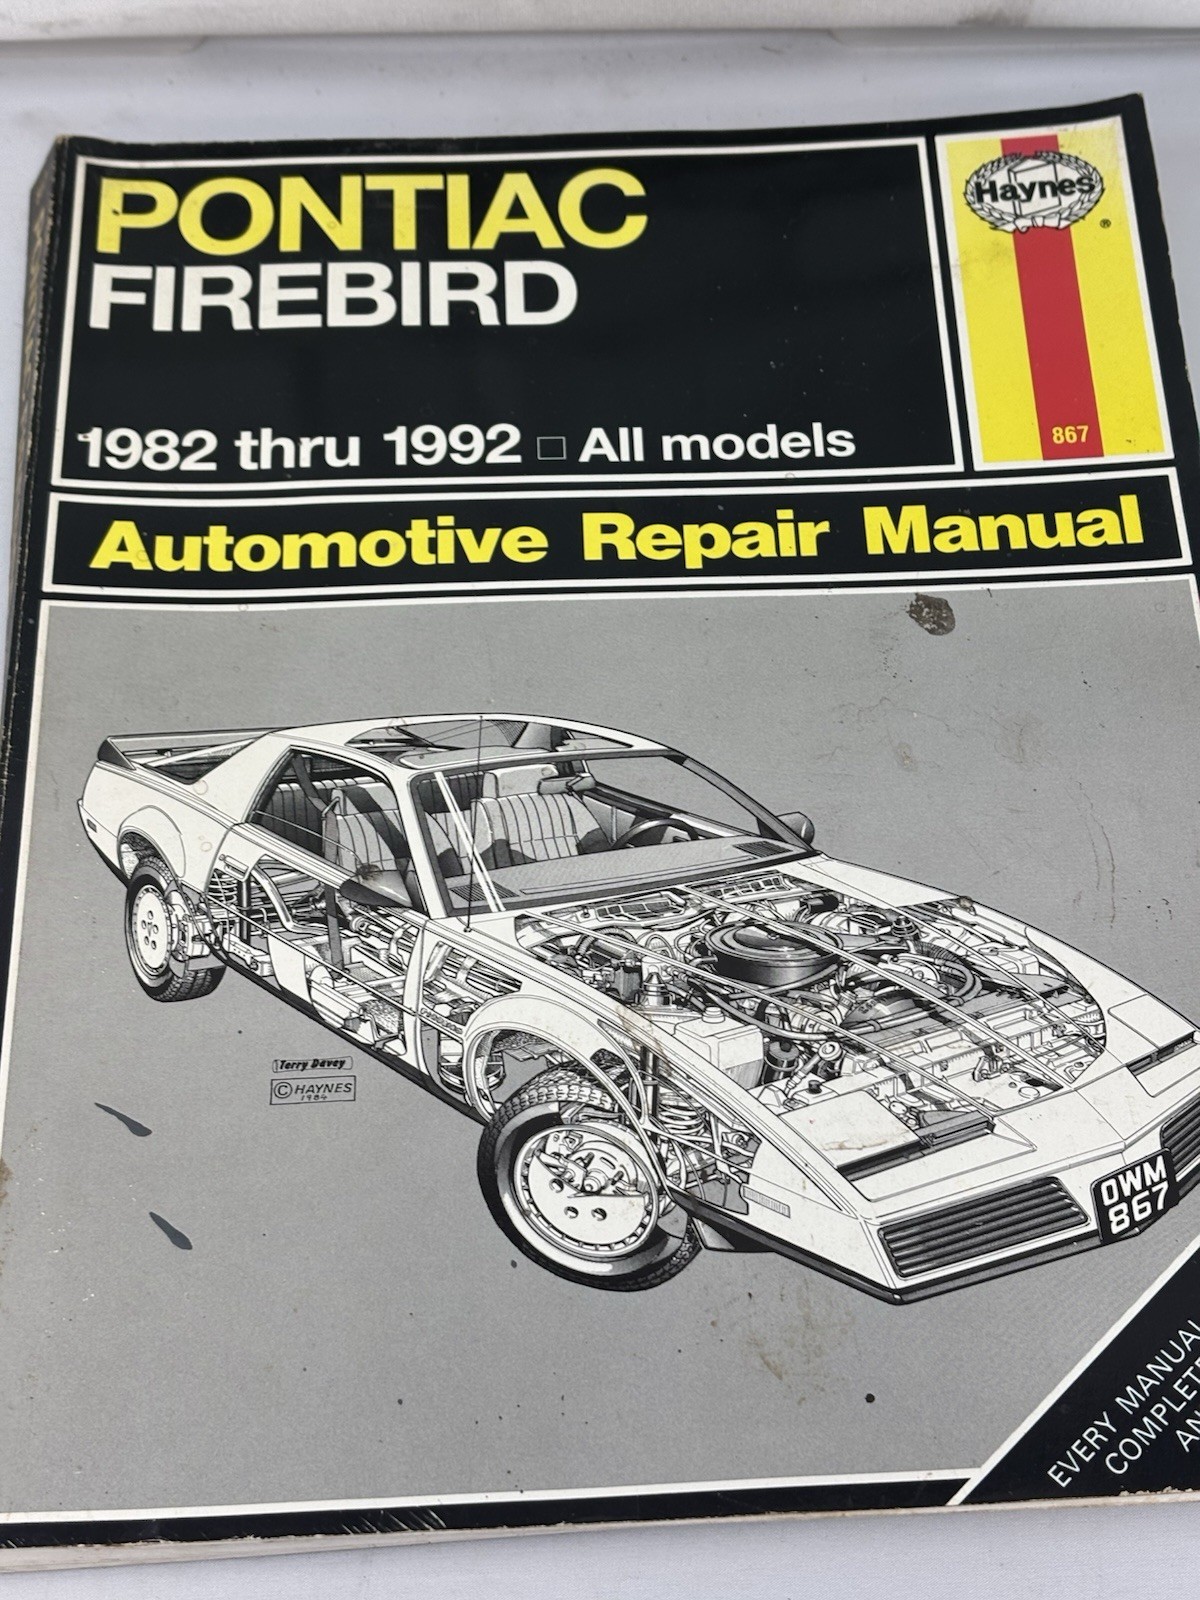 PONTIAC
FIREBIRD
1982 thru 1992 □ All models
Haynes
®
867
Automotive Repair Manual
Terry Davey
© HAYNES
1984
OWM
867
EVERY MANUAL
COMPLETE